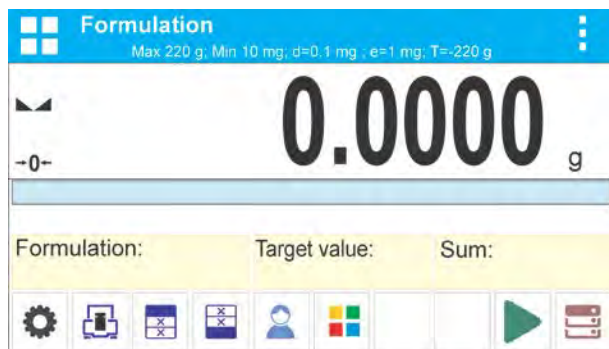 Formulation
Max 220 g; Min 10 mg; d=0.1 mg ; e=1 mg; T=-220 g
0.0000 g
→0←
Formulation: Target value: Sum: